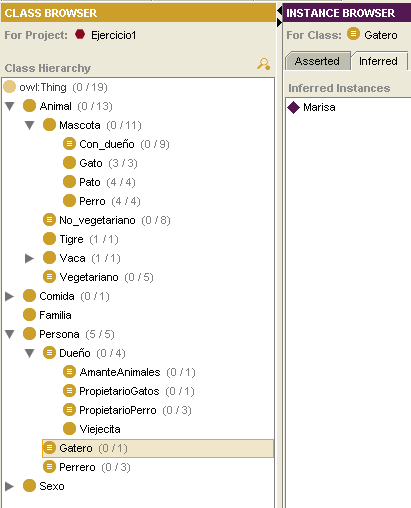 CLASS BROWSER
For Project: Ejercicio1
Class Hierarchy
owl:Thing (0 / 19)
Animal (0 / 13)
Mascota (0 / 11)
Con_dueño (0 / 9)
Gato (3 / 3)
Pato (4 / 4)
Perro (4 / 4)
No_vegetariano (0 / 8)
Tigre (1 / 1)
Vaca (1 / 1)
Vegetariano (0 / 5)
Comida (0 / 1)
Familia
Persona (5 / 5)
Dueño (0 / 4)
AmanteAnimales (0 / 1)
PropietarioGatos (0 / 1)
PropietarioPerro (0 / 3)
Viejecita
Gatero (0 / 1)
Perrero (0 / 3)
Sexo
INSTANCE BROWSER
For Class: Gatero
Asserted Inferred
Inferred Instances
Marisa